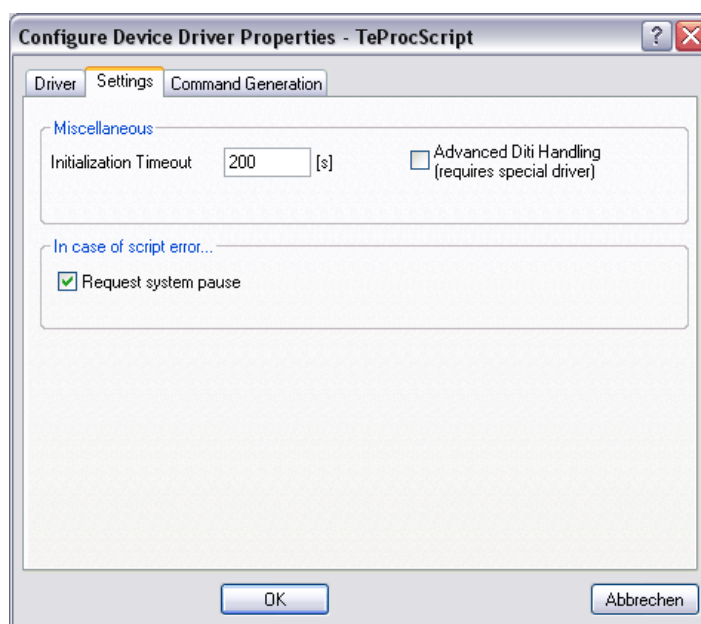 Configure Device Driver Properties - TeProcScript
Driver Settings Command Generation
Miscellaneous
Initialization Timeout 200 [s] Advanced Diti Handling
(requires special driver)
In case of script error...
Request system pause
OK Abbrechen